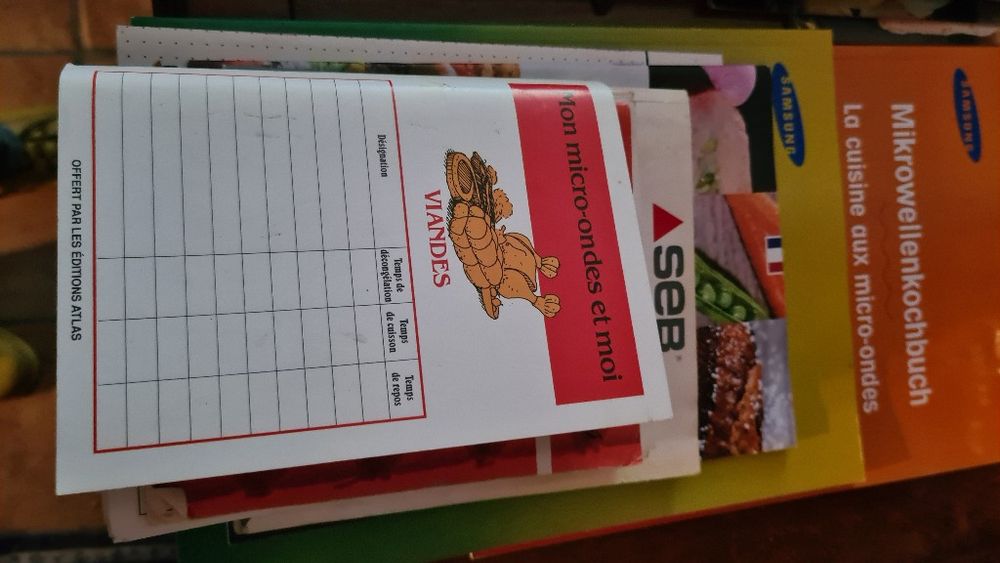 Mon micro-ondes et moi
VIANDES
Désignation
Temps de
décongélation
Temps
de cuisson
Temps
de repos
OFFERT PAR LES ÉDITIONS ATLAS
SEB®
SAMSUNG
SAMSUNG
Mikrowellenkochbuch
La cuisine aux micro-ondes